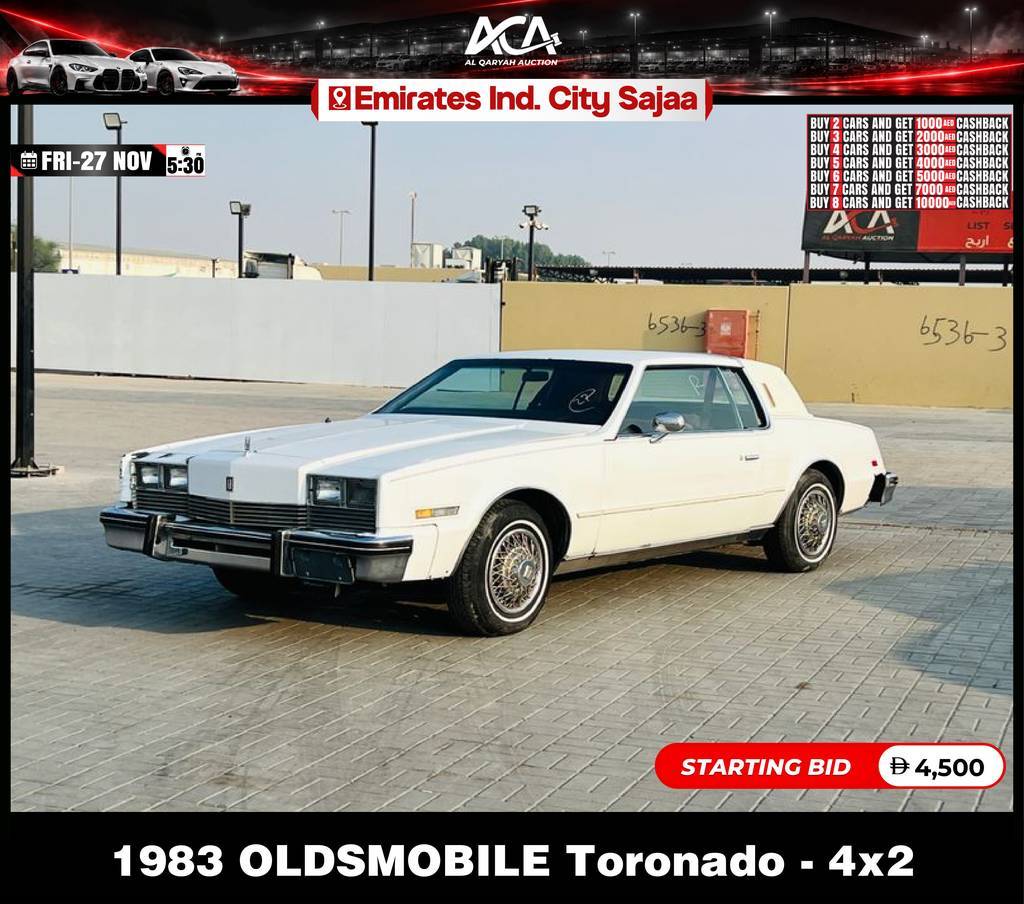 ACA
AL QARYAH AUCTION
Emirates Ind. City Sajaa
FRI-27 NOV 5:30
BUY 2 CARS AND GET 1000 AED CASHBACK
BUY 3 CARS AND GET 2000 AED CASHBACK
BUY 4 CARS AND GET 3000 AED CASHBACK
BUY 5 CARS AND GET 4000 AED CASHBACK
BUY 6 CARS AND GET 5000 AED CASHBACK
BUY 7 CARS AND GET 7000 AED CASHBACK
BUY 8 CARS AND GET 10000 AED CASHBACK
ACA
AL QARYAH AUCTION
LIST
اربح
6536-3
6536-3
STARTING BID 4,500
1983 OLDSMOBILE Toronado - 4x2